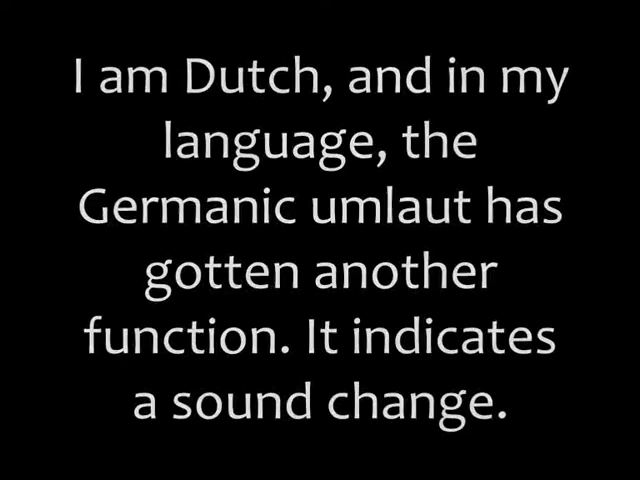 I am Dutch, and in my
language, the
Germanic umlaut has
gotten another
function. It indicates
a sound change.